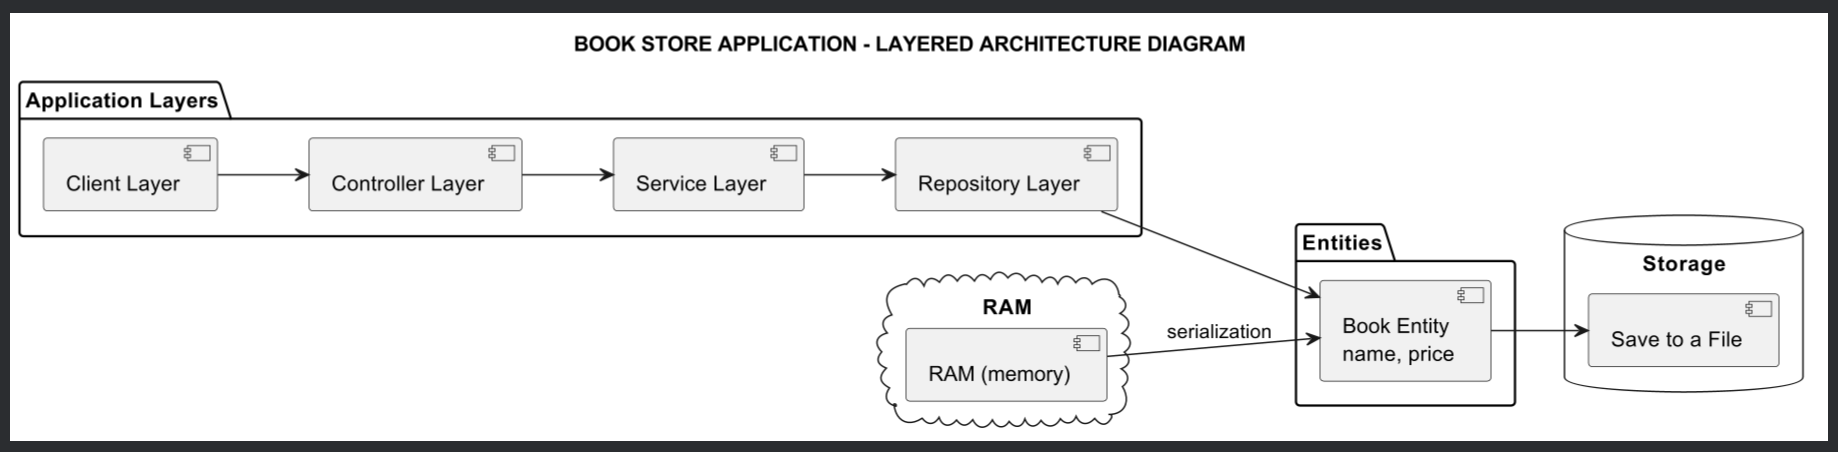 BOOK STORE APPLICATION - LAYERED ARCHITECTURE DIAGRAM
Application Layers
Client Layer
Controller Layer
Service Layer
Repository Layer
RAM
RAM (memory)
serialization
Entities
Book Entity
name, price
Storage
Save to a File